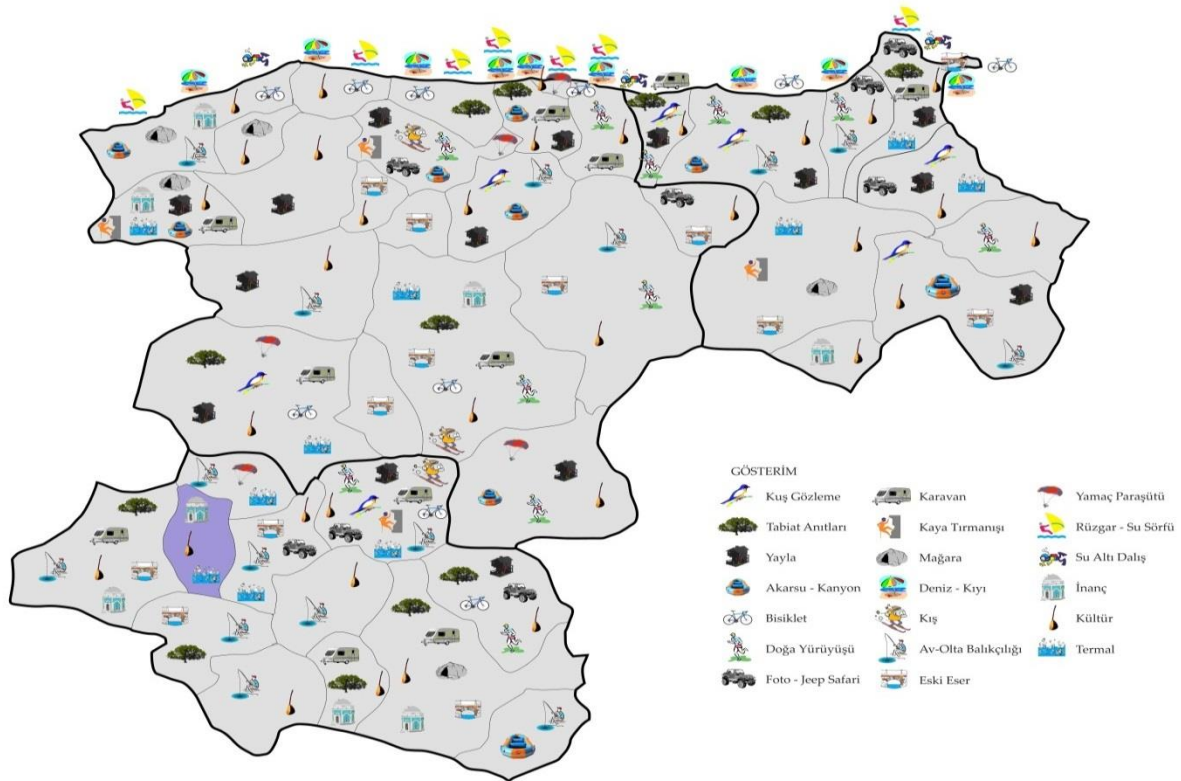 GÖSTERİM
Kuş Gözleme
Tabiat Anıtları
Yayla
Akarsu - Kanyon
Bisiklet
Doğa Yürüyüşü
Foto - Jeep Safari
Karavan
Kaya Tırmanışı
Mağara
Deniz - Kıyı
Kış
Av-Olta Balıkçılığı
Eski Eser
Yamaç Paraşütü
Rüzgar - Su Sörfü
Su Altı Dalış
İnanç
Kültür
Termal